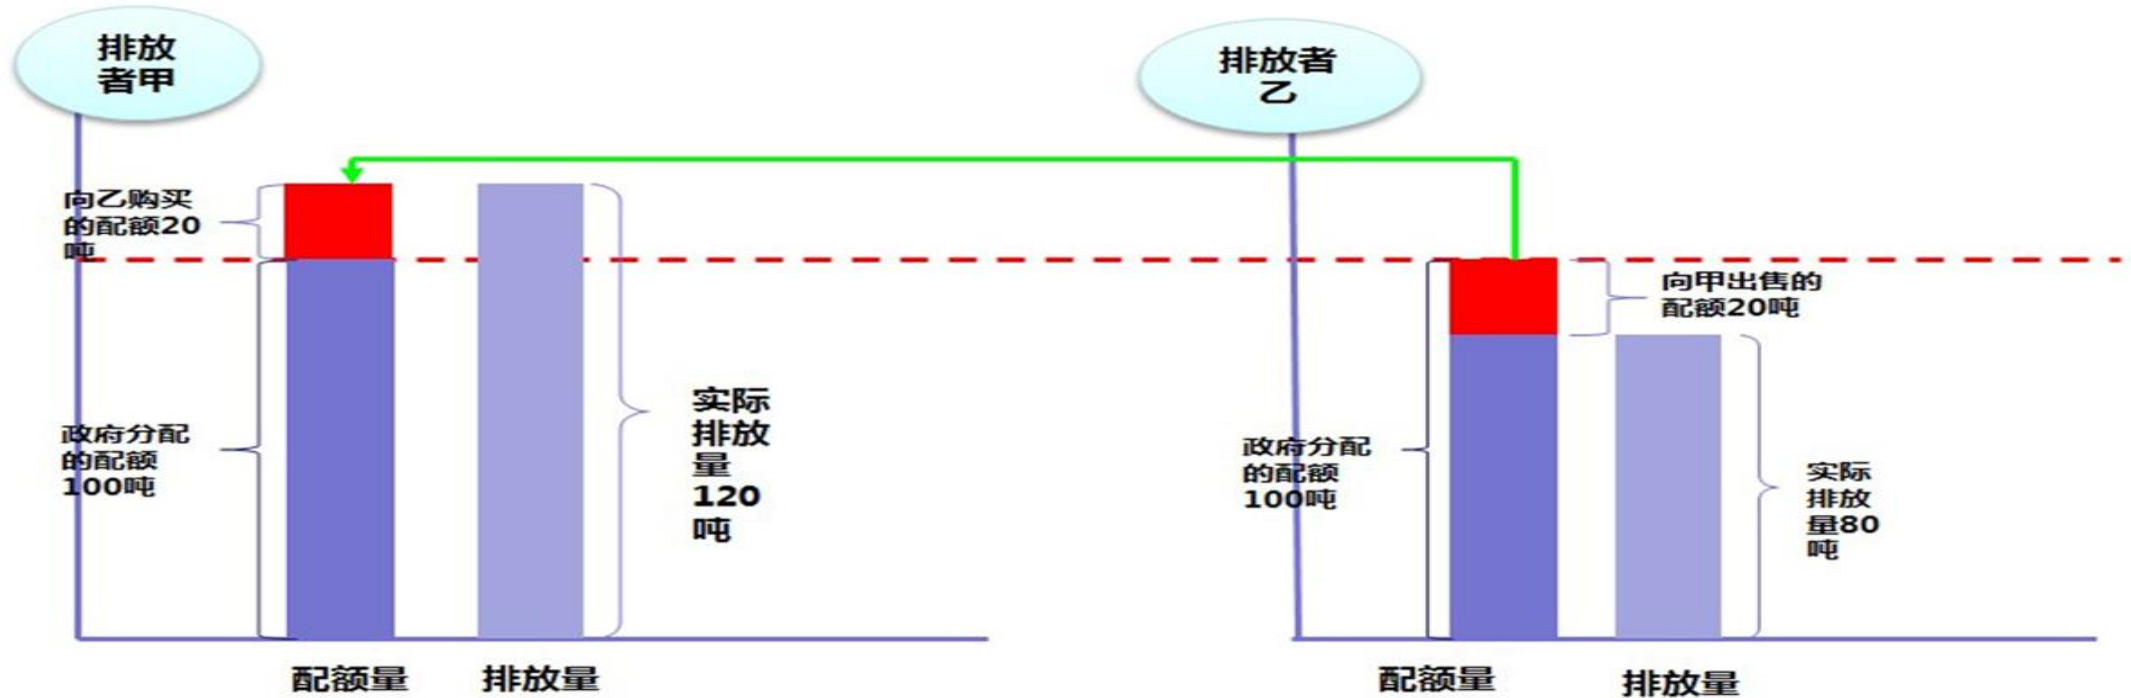 排放
者甲
向乙购买
的配额20
吨
政府分配
的配额
100吨
实际
排放
量
120
吨
配额量
排放量
排放者
乙
向甲出售的
配额20吨
政府分配
的配额
100吨
实际
排放
量80
吨
配额量
排放量